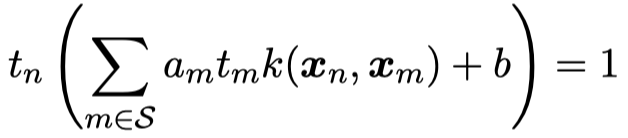 t_n \left( \sum_{m \in \mathcal{S}} a_m t_m k(\boldsymbol{x}_n, \boldsymbol{x}_m) + b \right) = 1